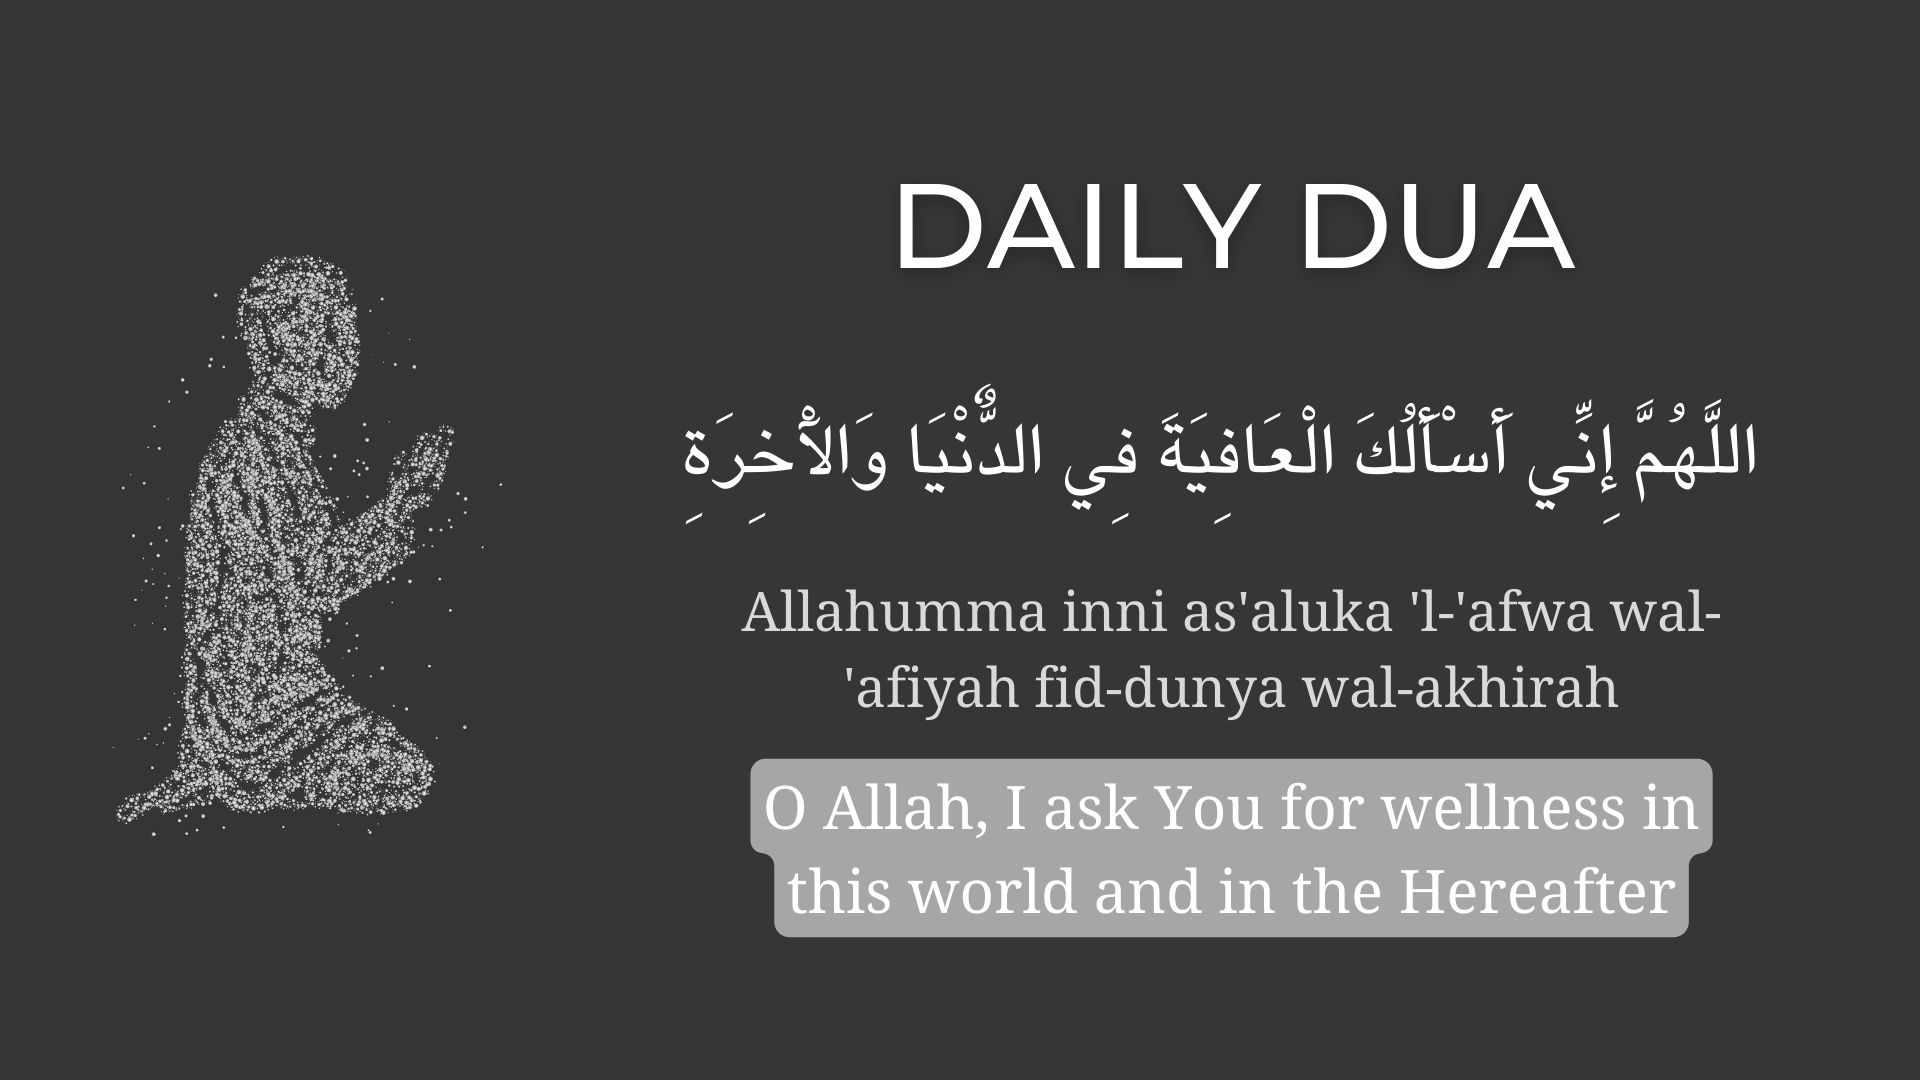 DAILY DUA
اللَّهُمَّ إِنِّي أَسْأَلُكَ الْعَافِيَةَ فِي الدُّنْيَا وَالْآخِرَةِ
Allahumma inni as'aluka 'l-'afwa wal-
'afiyah fid-dunya wal-akhirah
O Allah, I ask You for wellness in
this world and in the Hereafter